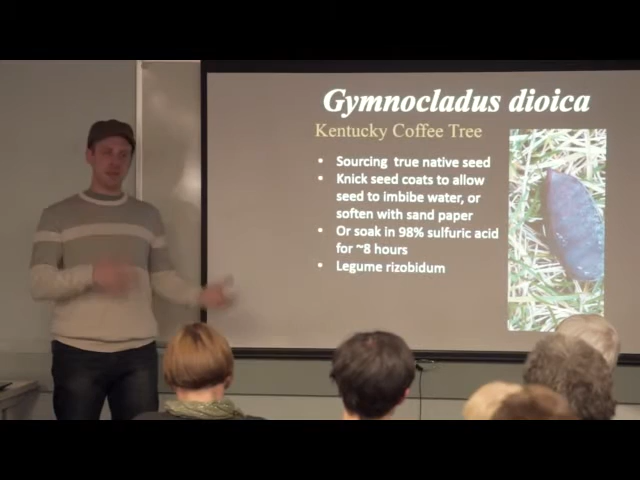 Gymnocladus dioica
Kentucky Coffee Tree
• Sourcing true native seed
• Knick seed coats to allow
seed to imbibe water, or
soften with sand paper
• Or soak in 98% sulfuric acid
for ~8 hours
• Legume rizobidum